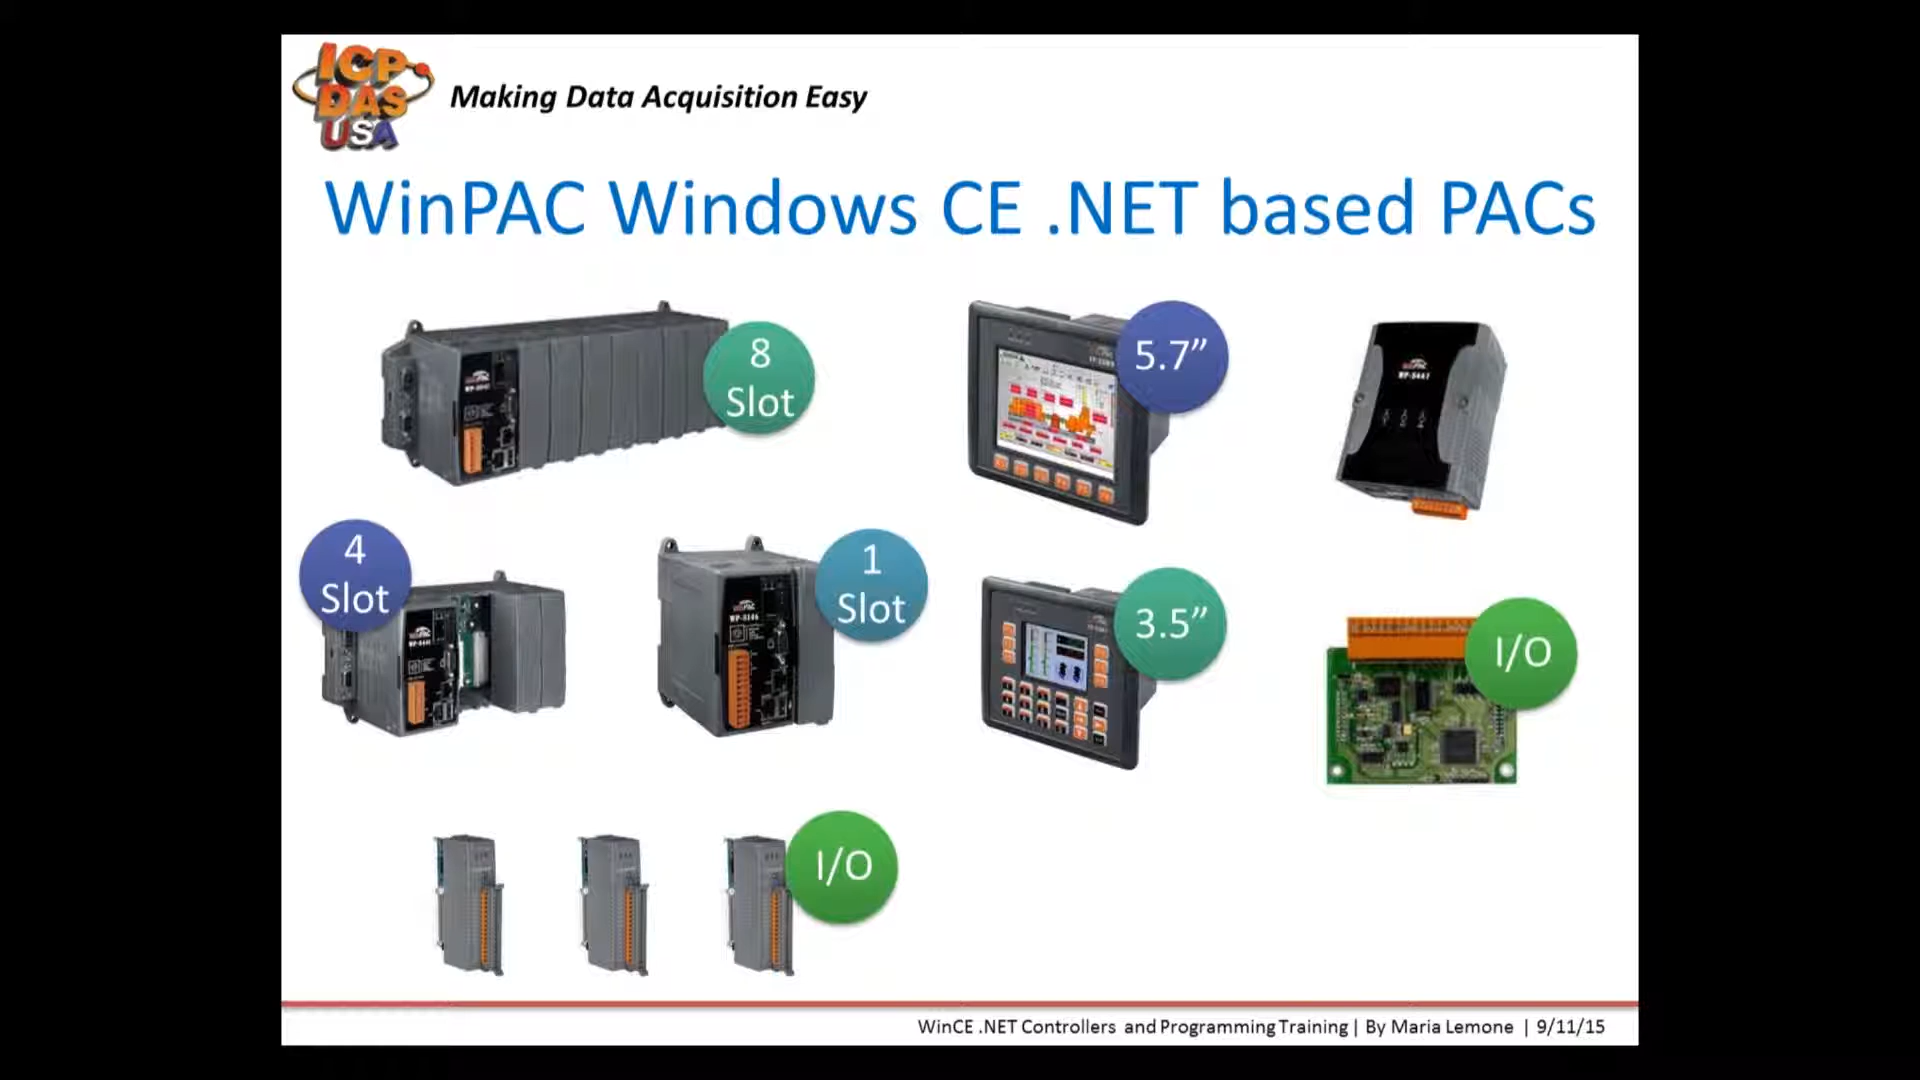 ICP
DAS
USA
Making Data Acquisition Easy
WinPAC Windows CE .NET based PACs
8
Slot
5.7”
4
Slot
1
Slot
3.5”
I/O
I/O
WinCE .NET Controllers and Programming Training | By Maria Lemone | 9/11/15